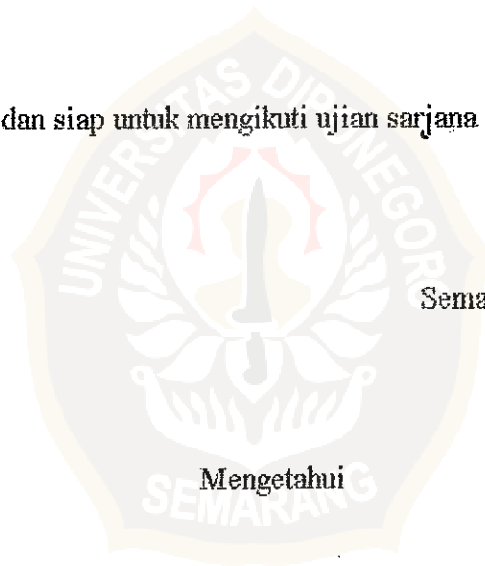 dan siap untuk mengikuti ujian sarjana
Sema
Mengetahui
UNIVERSITAS DIPONEGORO
SEMARANG